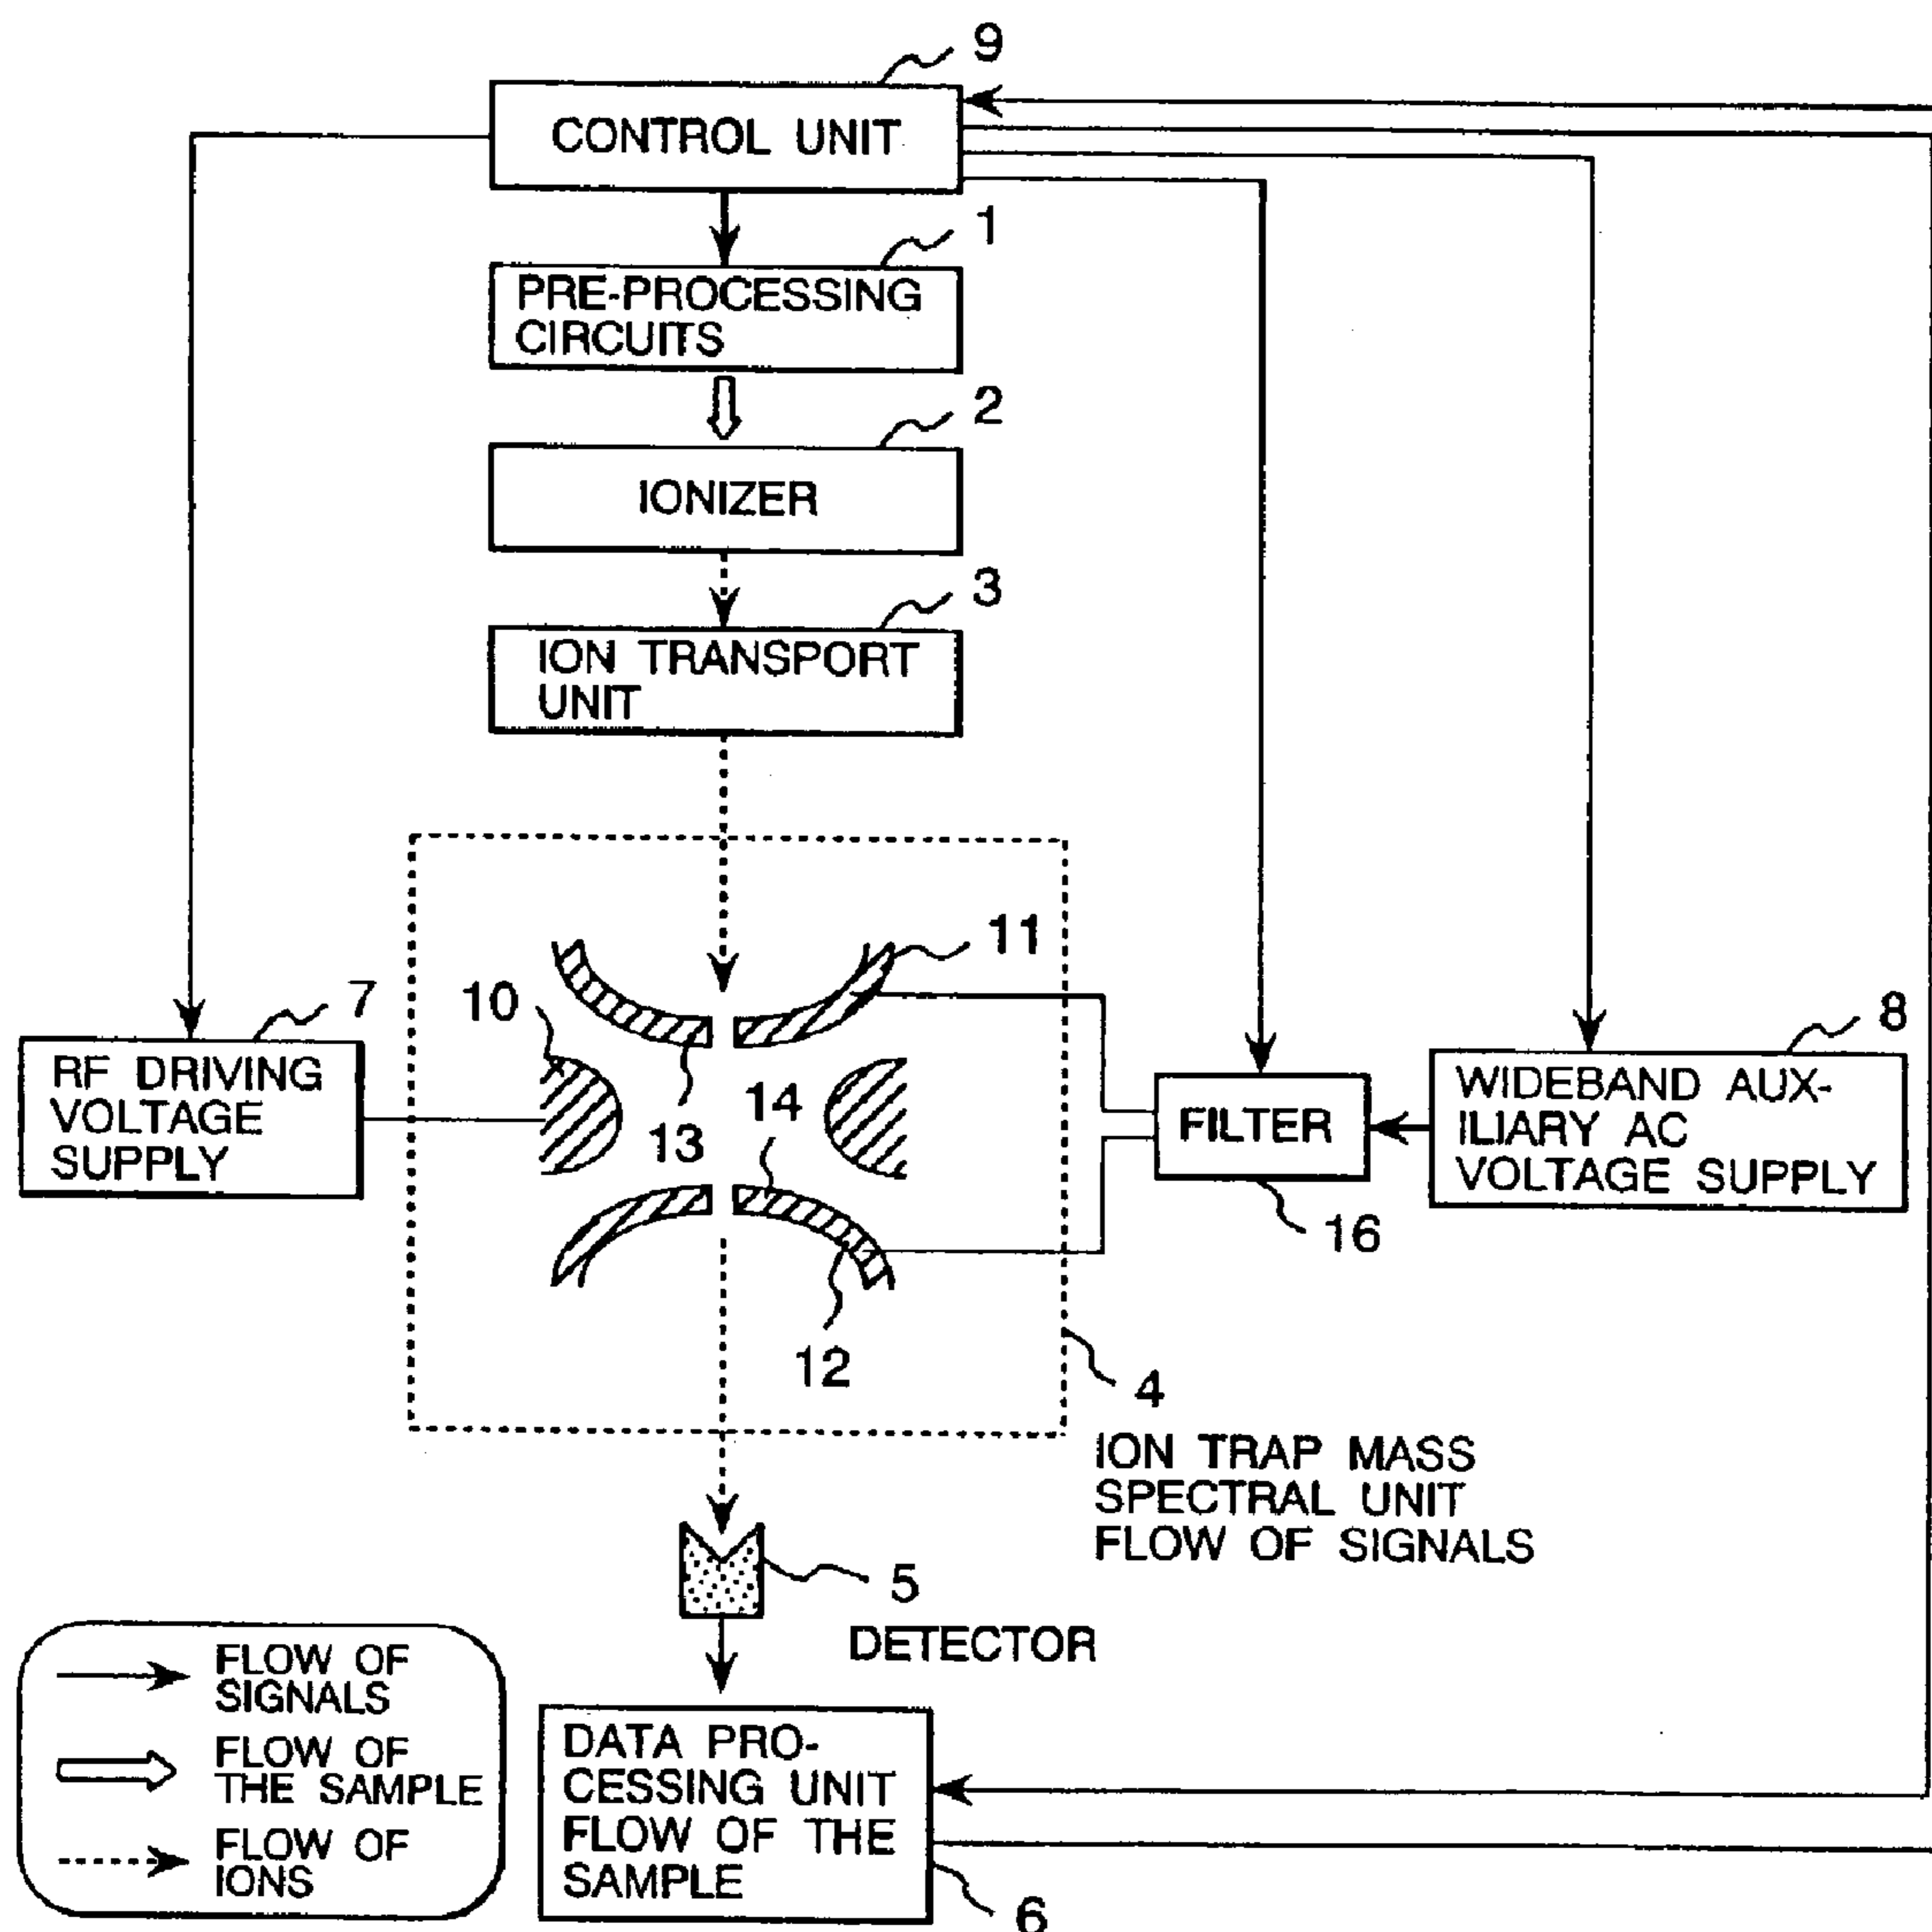 9
CONTROL UNIT
1
PRE-PROCESSING
CIRCUITS
2
IONIZER
3
ION TRANSPORT
UNIT
11
10
7
RF DRIVING
VOLTAGE
SUPPLY
13
14
FILTER
16
8
WIDEBAND AUX-
ILIARY AC
VOLTAGE SUPPLY
12
4
ION TRAP MASS
SPECTRAL UNIT
FLOW OF SIGNALS
5
DETECTOR
FLOW OF
SIGNALS
FLOW OF
THE SAMPLE
FLOW OF
IONS
DATA PRO-
CESSING UNIT
FLOW OF THE
SAMPLE
6